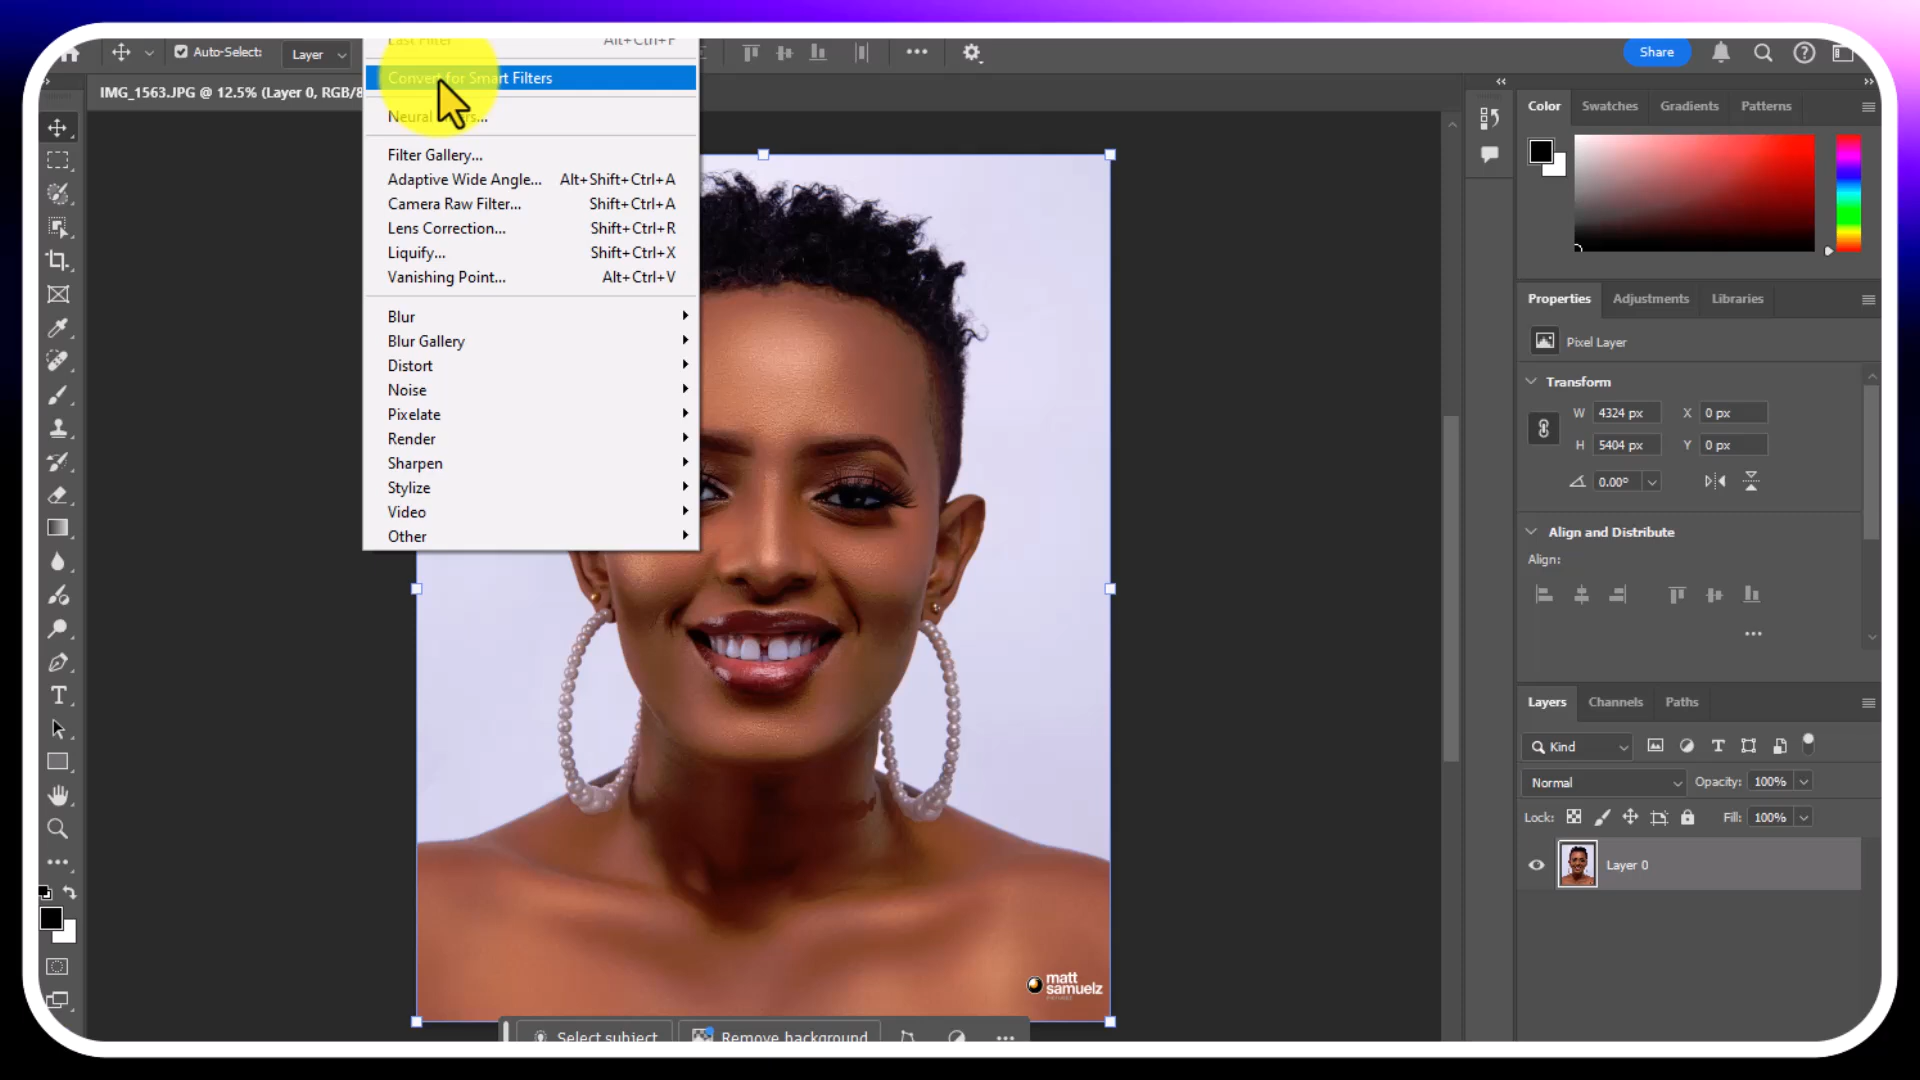 Auto-Select:
Layer
Share
IMG_1563.JPG @ 12.5% (Layer 0, RGB/8
Last Filter Alt+Ctrl+F
Convert for Smart Filters
Neural Filters...
Filter Gallery...
Adaptive Wide Angle... Alt+Shift+Ctrl+A
Camera Raw Filter... Shift+Ctrl+A
Lens Correction... Shift+Ctrl+R
Liquify... Shift+Ctrl+X
Vanishing Point... Alt+Ctrl+V
Blur
Blur Gallery
Distort
Noise
Pixelate
Render
Sharpen
Stylize
Video
Other
matt
samuelz
Select subject
Remove background
Color Swatches Gradients Patterns
Properties Adjustments Libraries
Pixel Layer
Transform
W 4324 px X 0 px
H 5404 px Y 0 px
0.00°
Align and Distribute
Align:
Layers Channels Paths
Kind
Normal Opacity: 100%
Lock: Fill: 100%
Layer 0